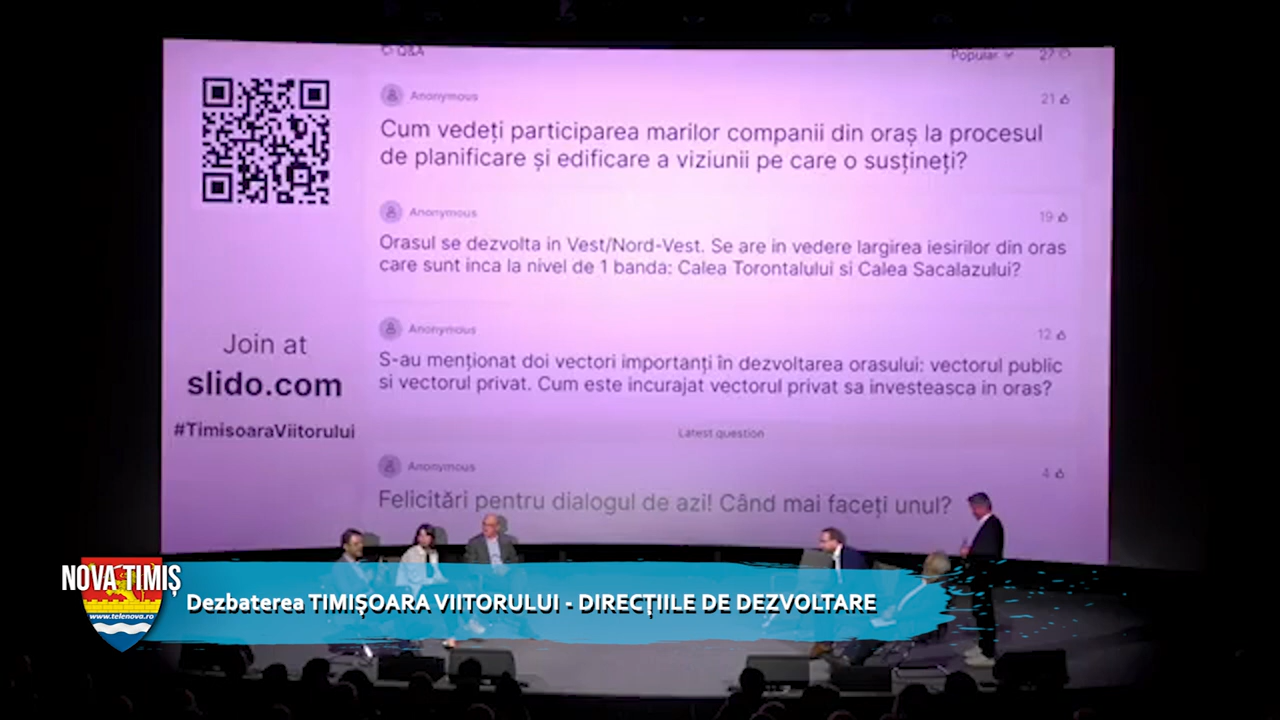 Q&A
Popular
27
Anonymous
21
Cum vedeți participarea marilor companii din oraș la procesul
de planificare și edificare a viziunii pe care o susțineți?
Anonymous
19
Orasul se dezvolta in Vest/Nord-Vest. Se are in vedere largirea iesirilor din oras
care sunt inca la nivel de 1 banda: Calea Torontalului si Calea Sacalazului?
Anonymous
12
S-au menționat doi vectori importanți în dezvoltarea orasului: vectorul public
si vectorul privat. Cum este incurajat vectorul privat sa investeasca in oras?
Latest question
Anonymous
4
Felicitări pentru dialogul de azi! Când mai faceți unul?
Join at
slido.com
#TimisoaraViitorului
NOVA TIMIȘ
www.telenova.ro
Dezbaterea TIMIȘOARA VIITORULUI - DIRECȚIILE DE DEZVOLTARE